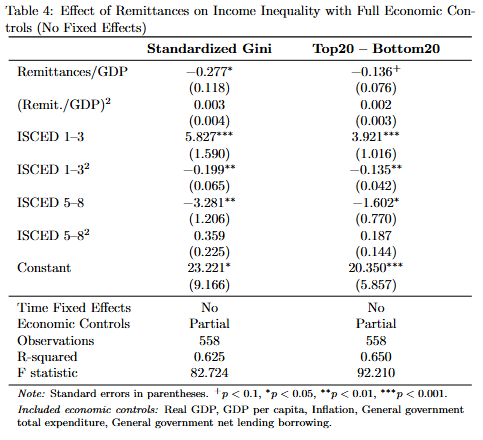 Table 4: Effect of Remittances on Income Inequality with Full Economic Con-
trols (No Fixed Effects)
Standardized Gini Top20 – Bottom20
Remittances/GDP −0.277* −0.136+
(0.118) (0.076)
(Remit./GDP)² 0.003 0.002
(0.004) (0.003)
ISCED 1–3 5.827*** 3.921***
(1.590) (1.016)
ISCED 1–3² −0.199** −0.135**
(0.065) (0.042)
ISCED 5–8 −3.281** −1.602*
(1.206) (0.770)
ISCED 5–8² 0.359 0.187
(0.225) (0.144)
Constant 23.221* 20.350***
(9.166) (5.857)
Time Fixed Effects No No
Economic Controls Partial Partial
Observations 558 558
R-squared 0.625 0.650
F statistic 82.724 92.210
Note: Standard errors in parentheses. +p < 0.1, *p < 0.05, **p < 0.01, ***p < 0.001.
Included economic controls: Real GDP, GDP per capita, Inflation, General government
total expenditure, General government net lending borrowing.